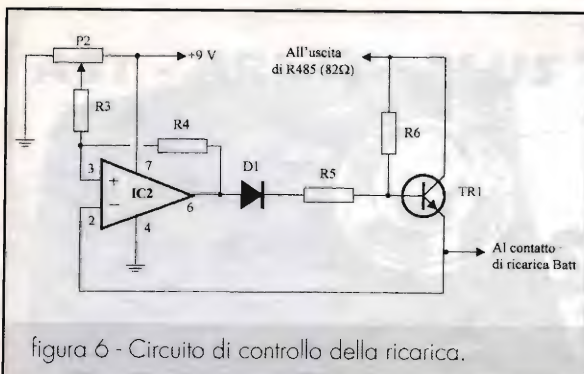 P2
+9 V
All'uscita
di R485 (82Ω)
R3
R4
R6
3
7
D1
R5
+
IC2
6
TR1
2
–
4
Al contatto
di ricarica Batt
figura 6 - Circuito di controllo della ricarica.